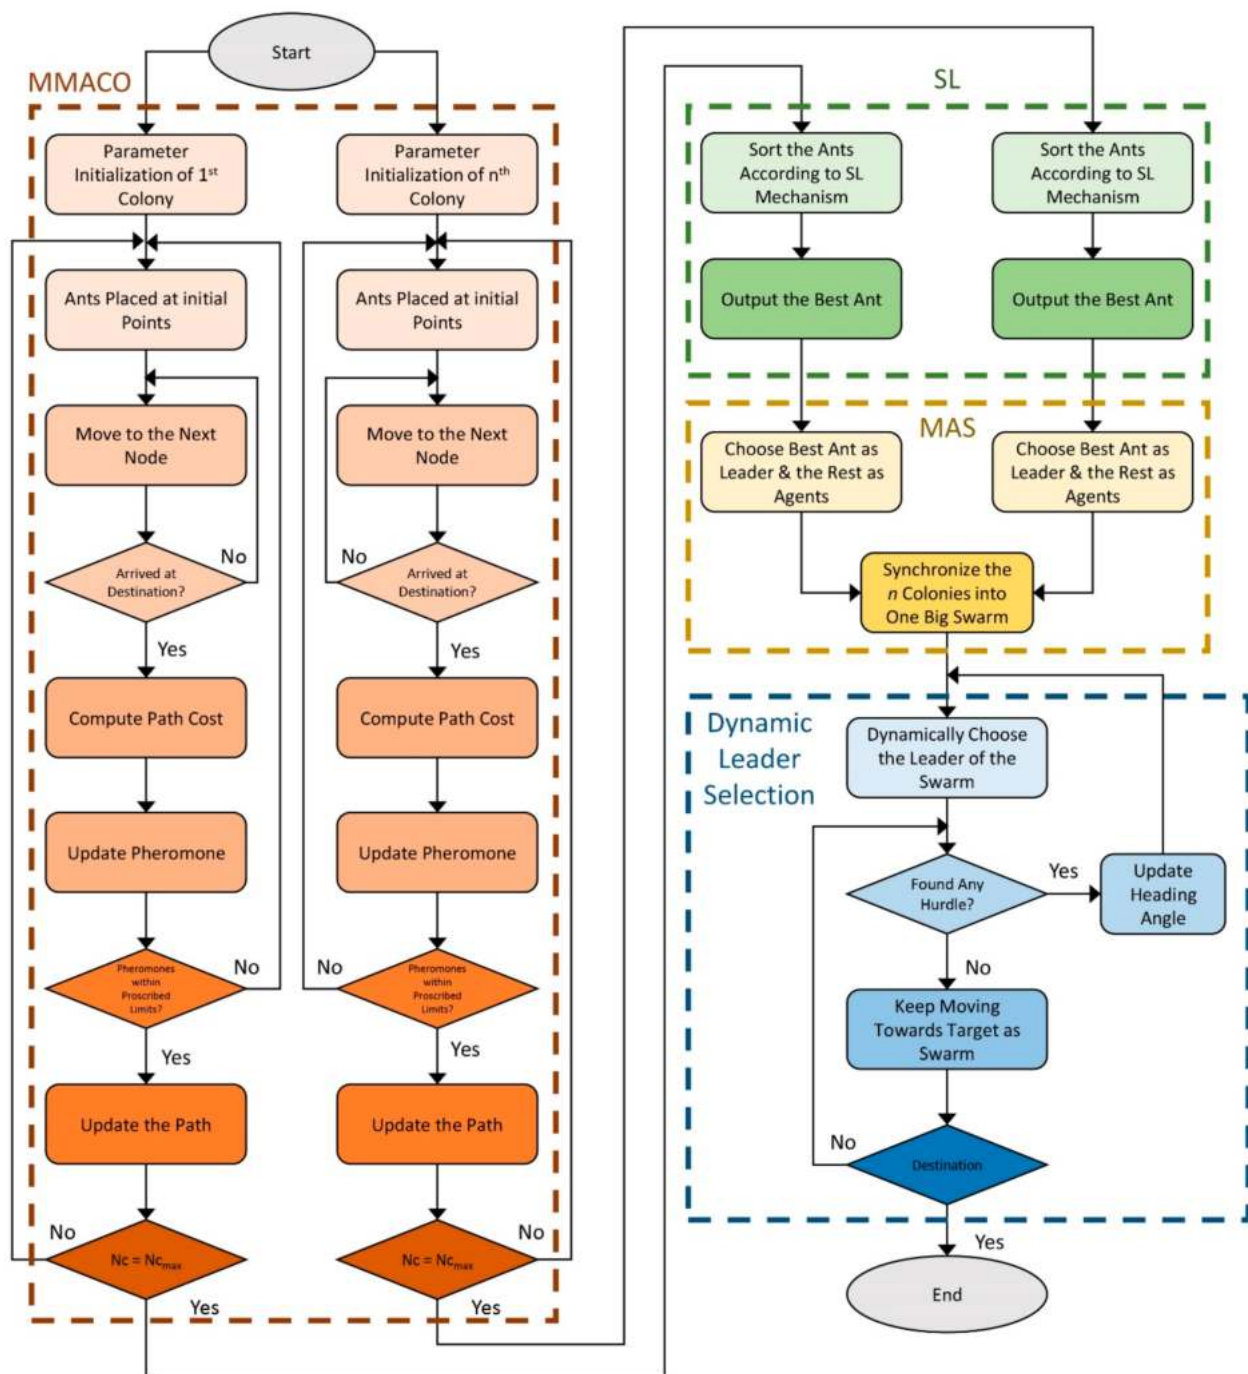 Start
MMACO
Parameter
Initialization of 1st
Colony
Parameter
Initialization of nth
Colony
Ants Placed at initial
Points
Ants Placed at initial
Points
Move to the Next
Node
Move to the Next
Node
Arrived at
Destination?
No
No
Arrived at
Destination?
Yes
Yes
Compute Path Cost
Compute Path Cost
Update Pheromone
Update Pheromone
Pheromones
within
Proscribed
Limits?
No
No
Pheromones
within
Proscribed
Limits?
Yes
Yes
Update the Path
Update the Path
No
Nc = Ncmax
Yes
Nc = Ncmax
No
Yes
SL
Sort the Ants
According to SL
Mechanism
Sort the Ants
According to SL
Mechanism
Output the Best Ant
Output the Best Ant
MAS
Choose Best Ant as
Leader & the Rest as
Agents
Choose Best Ant as
Leader & the Rest as
Agents
Synchronize the
n Colonies into
One Big Swarm
Dynamic
Leader
Selection
Dynamically Choose
the Leader of the
Swarm
Found Any
Hurdle?
Yes
Update
Heading
Angle
No
Keep Moving
Towards Target as
Swarm
No
Destination
Yes
End